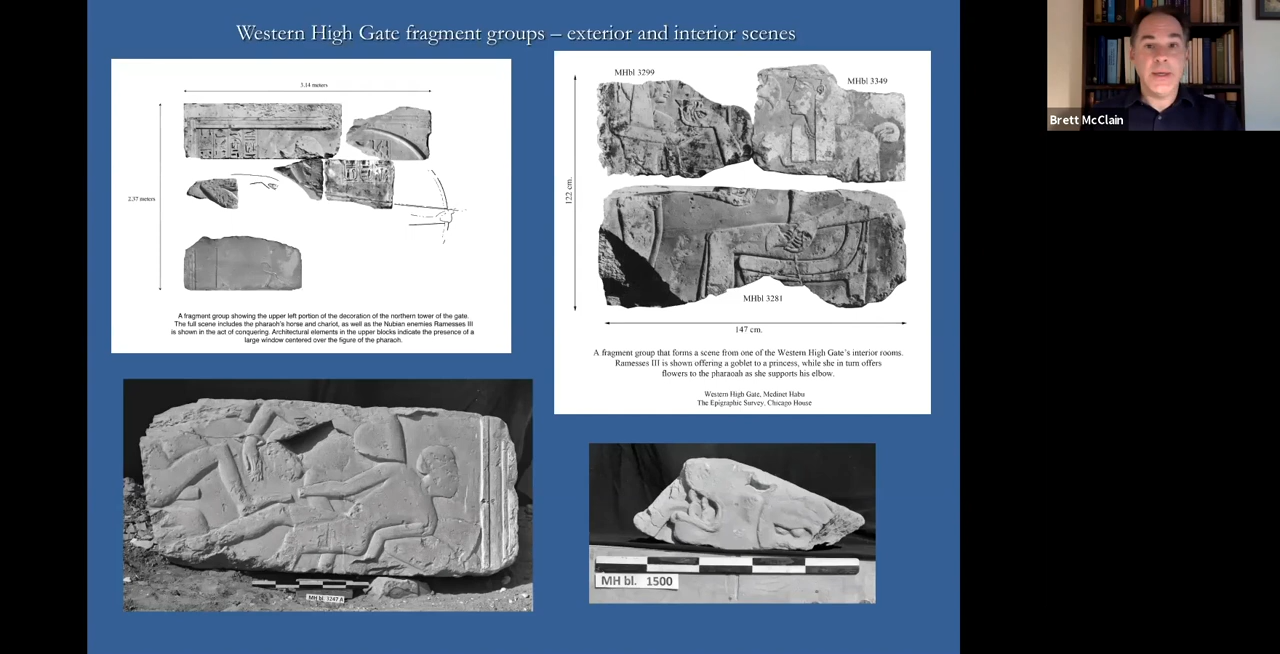 Western High Gate fragment groups – exterior and interior scenes
3.14 meters
2.37 meters
A fragment group showing the upper left portion of the decoration of the northern tower of the gate.
The full scene includes the pharaoh's horse and chariot, as well as the Nubian enemies Ramesses III
is shown in the act of conquering. Architectural elements in the upper blocks indicate the presence of a
large window centered over the figure of the pharaoh.
MHbl 3299
MHbl 3349
122 cm.
MHbl 3281
147 cm.
A fragment group that forms a scene from one of the Western High Gate's interior rooms.
Ramesses III is shown offering a goblet to a princess, while she in turn offers
flowers to the pharaoah as she supports his elbow.
Western High Gate, Medinet Habu
The Epigraphic Survey, Chicago House
MH bl. 3247 A
MH bl. 1500
Brett McClain